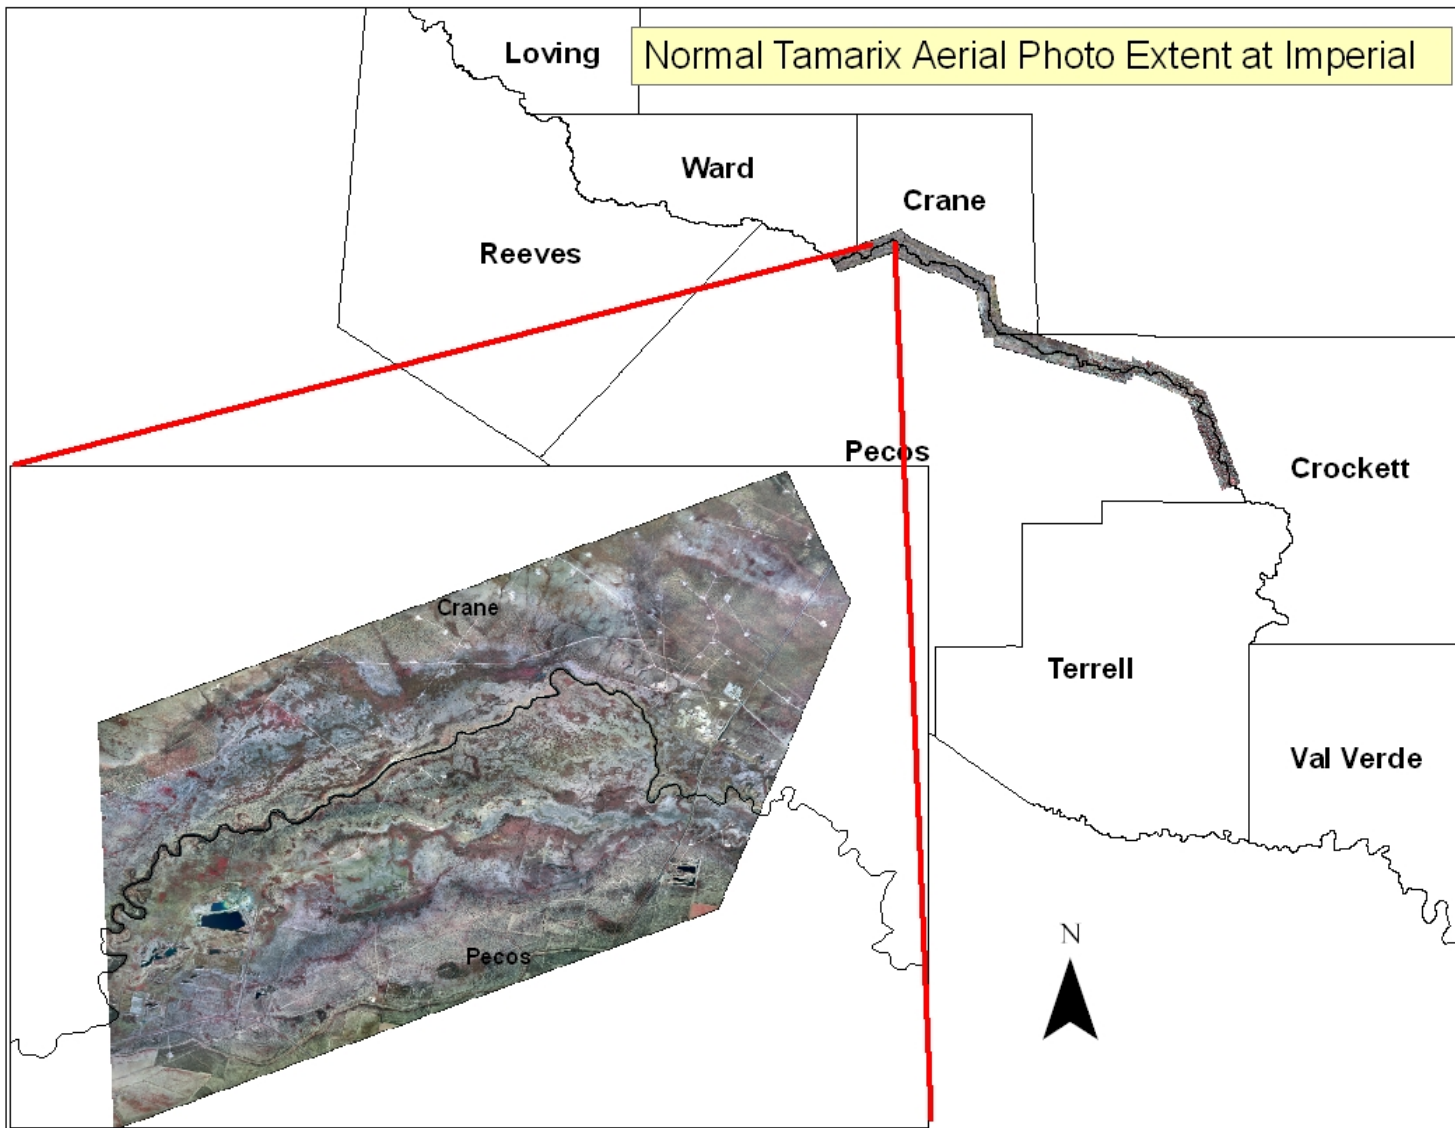 Normal Tamarix Aerial Photo Extent at Imperial
Loving
Ward
Crane
Reeves
Pecos
Crockett
Crane
Terrell
Val Verde
N
Pecos